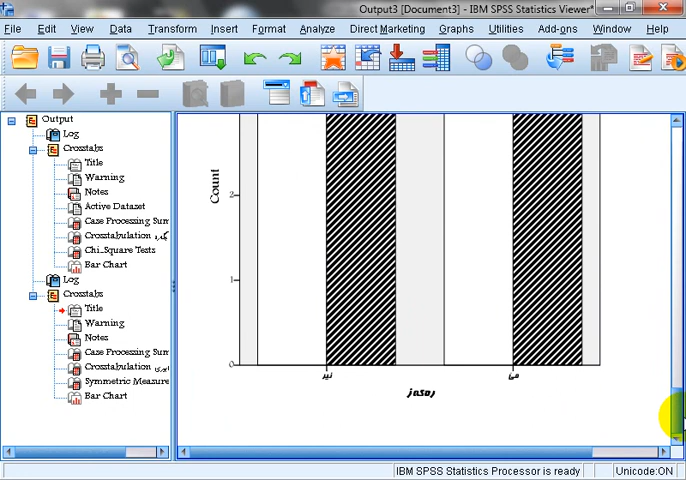 Output3 [Document3] - IBM SPSS Statistics Viewer*
File Edit View Data Transform Insert Format Analyze Direct Marketing Graphs Utilities Add-ons Window Help
Output
Log
Crosstabs
Title
Warning
Notes
Active Dataset
Case Processing Sum
Crosstabulation
Chi_Square Tests
Bar Chart
Log
Crosstabs
Title
Warning
Notes
Case Processing Sum
Crosstabulation
Symmetric Measure
Bar Chart
Count
2
1
0
IBM SPSS Statistics Processor is ready
Unicode:ON